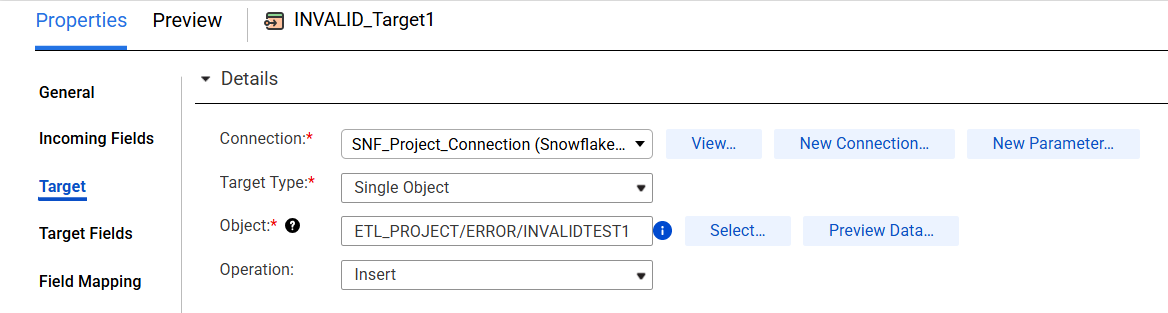 Properties Preview INVALID_Target1
Details
General
Incoming Fields
Target
Target Fields
Field Mapping
Connection:* SNF_Project_Connection (Snowflake... View... New Connection... New Parameter...
Target Type:* Single Object
Object:* ? ETL_PROJECT/ERROR/INVALIDTEST1 i Select... Preview Data...
Operation: Insert